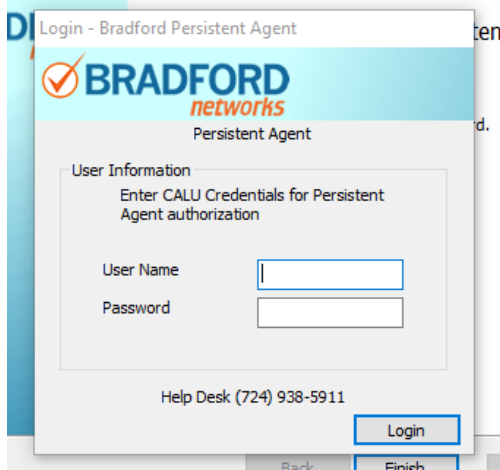 Login - Bradford Persistent Agent
BRADFORD
networks
Persistent Agent
User Information
Enter CALU Credentials for Persistent
Agent authorization
User Name
Password
Help Desk (724) 938-5911
Login
Back
Finish